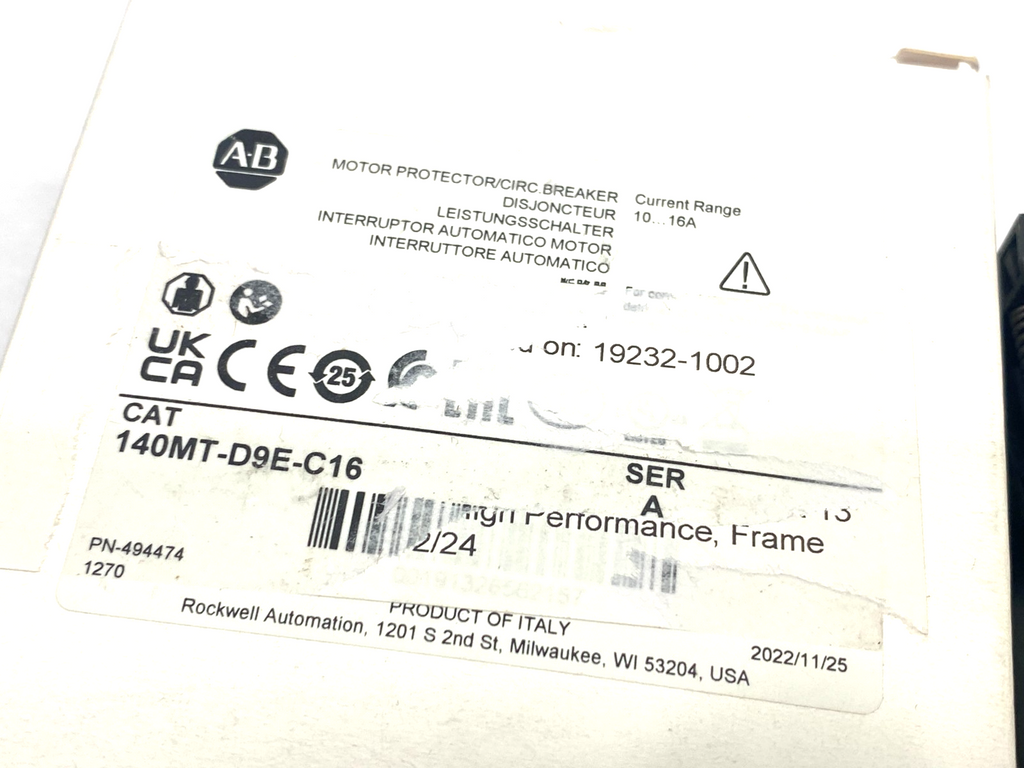 A-B
MOTOR PROTECTOR/CIRC.BREAKER
DISJONCTEUR
LEISTUNGSSCHALTER
INTERRUPTOR AUTOMATICO MOTOR
INTERRUTTORE AUTOMATICO
Current Range
10...16A
For
on: 19232-1002
UK
CA
CE
25
CAT
140MT-D9E-C16
SER
A
Performance, Frame
2/24
PN-494474
1270
PRODUCT OF ITALY
Rockwell Automation, 1201 S 2nd St, Milwaukee, WI 53204, USA
2022/11/25